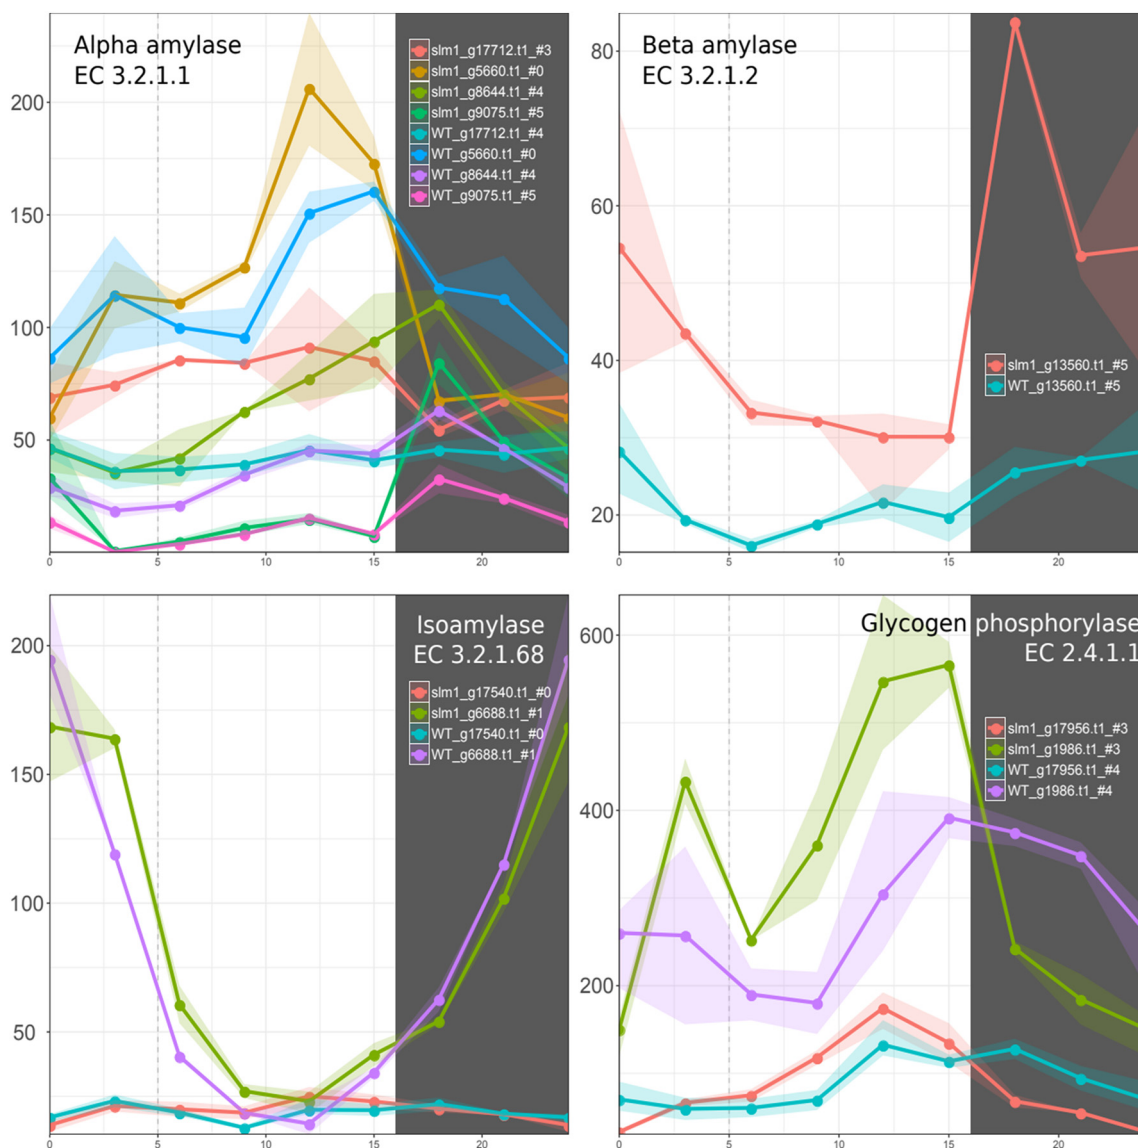 Alpha amylase
EC 3.2.1.1
slm1_g17712.t1_#3
slm1_g5660.t1_#0
slm1_g8644.t1_#4
slm1_g9075.t1_#5
WT_g17712.t1_#4
WT_g5660.t1_#0
WT_g8644.t1_#4
WT_g9075.t1_#5
200
150
100
50
0
5
10
15
20
Beta amylase
EC 3.2.1.2
slm1_g13560.t1_#5
WT_g13560.t1_#5
80
60
40
20
0
5
10
15
20
Isoamylase
EC 3.2.1.68
slm1_g17540.t1_#0
slm1_g6688.t1_#1
WT_g17540.t1_#0
WT_g6688.t1_#1
200
150
100
50
0
5
10
15
20
Glycogen phosphorylase
EC 2.4.1.1
slm1_g17956.t1_#3
slm1_g1986.t1_#3
WT_g17956.t1_#4
WT_g1986.t1_#4
600
400
200
0
5
10
15
20